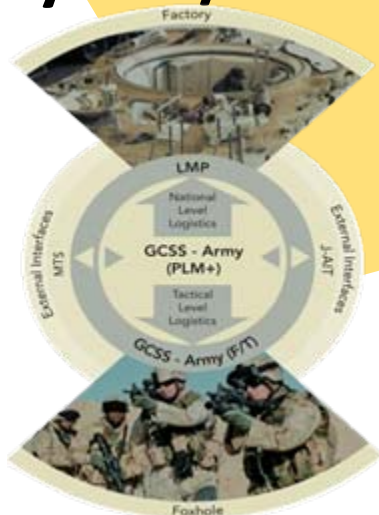 Factory
LMP
National
Level
Logistics
External Interfaces
MTS
GCSS - Army
(PLM+)
External Interfaces
J-AIT
Tactical
Level
Logistics
GCSS - Army (F/T)
Foxhole